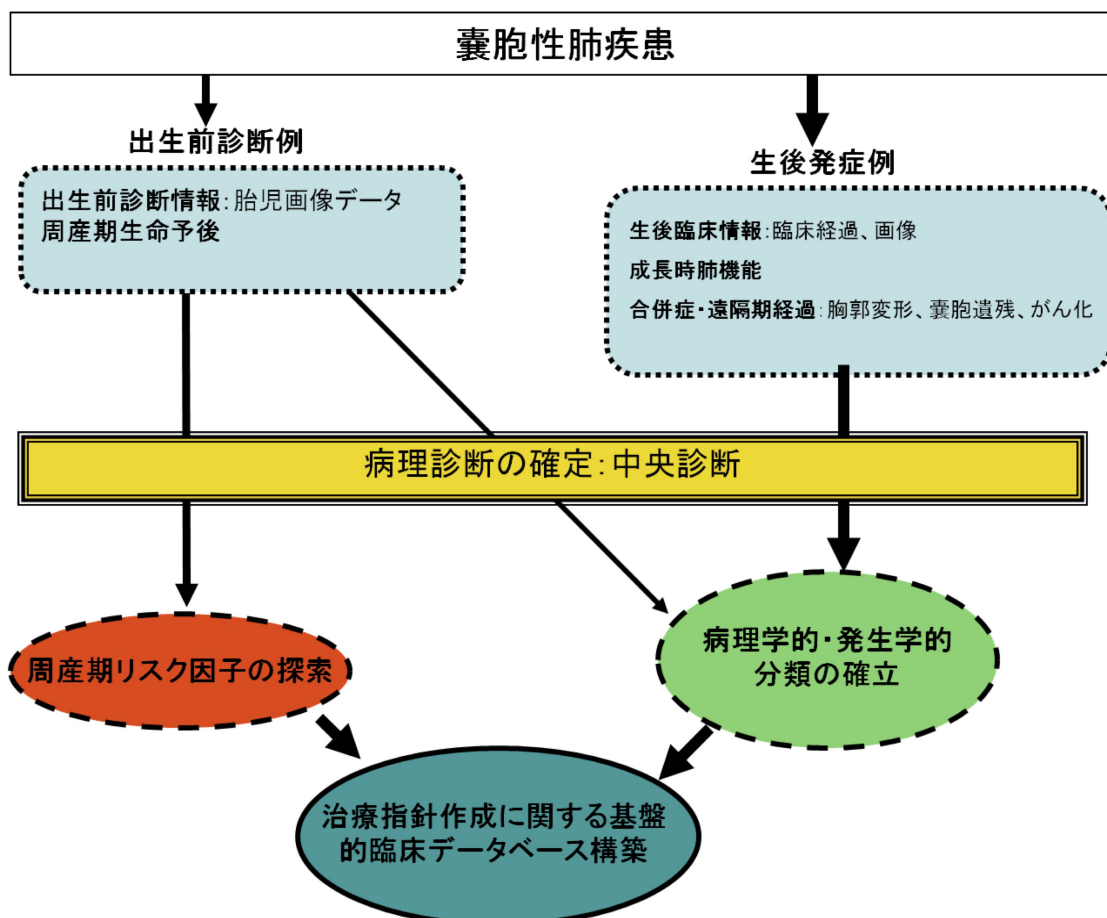 嚢胞性肺疾患
出生前診断例
出生前診断情報：胎児画像データ
周産期生命予後
生後発症例
生後臨床情報：臨床経過、画像
成長時肺機能
合併症・遠隔期経過：胸郭変形、嚢胞遺残、がん化
病理診断の確定：中央診断
周産期リスク因子の探索
病理学的・発生学的
分類の確立
治療指針作成に関する基盤
的臨床データベース構築